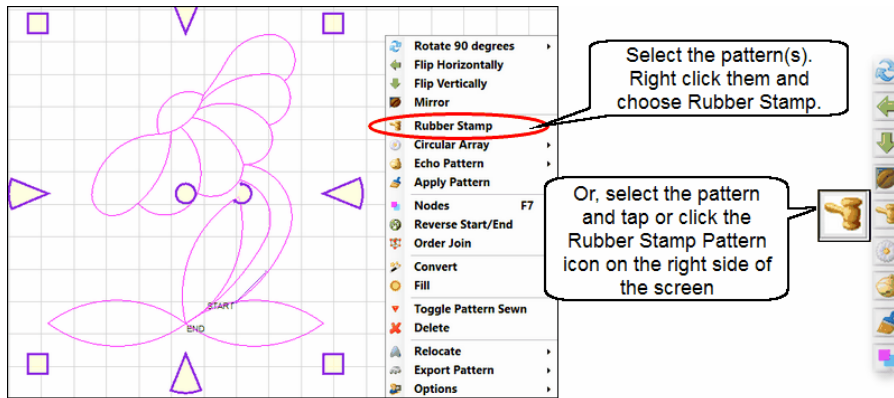 Rotate 90 degrees
Flip Horizontally
Flip Vertically
Mirror
Rubber Stamp
Circular Array
Echo Pattern
Apply Pattern
Nodes F7
Reverse Start/End
Order Join
Convert
Fill
Toggle Pattern Sewn
Delete
Relocate
Export Pattern
Options
START
END
Select the pattern(s).
Right click them and
choose Rubber Stamp.
Or, select the pattern
and tap or click the
Rubber Stamp Pattern
icon on the right side of
the screen